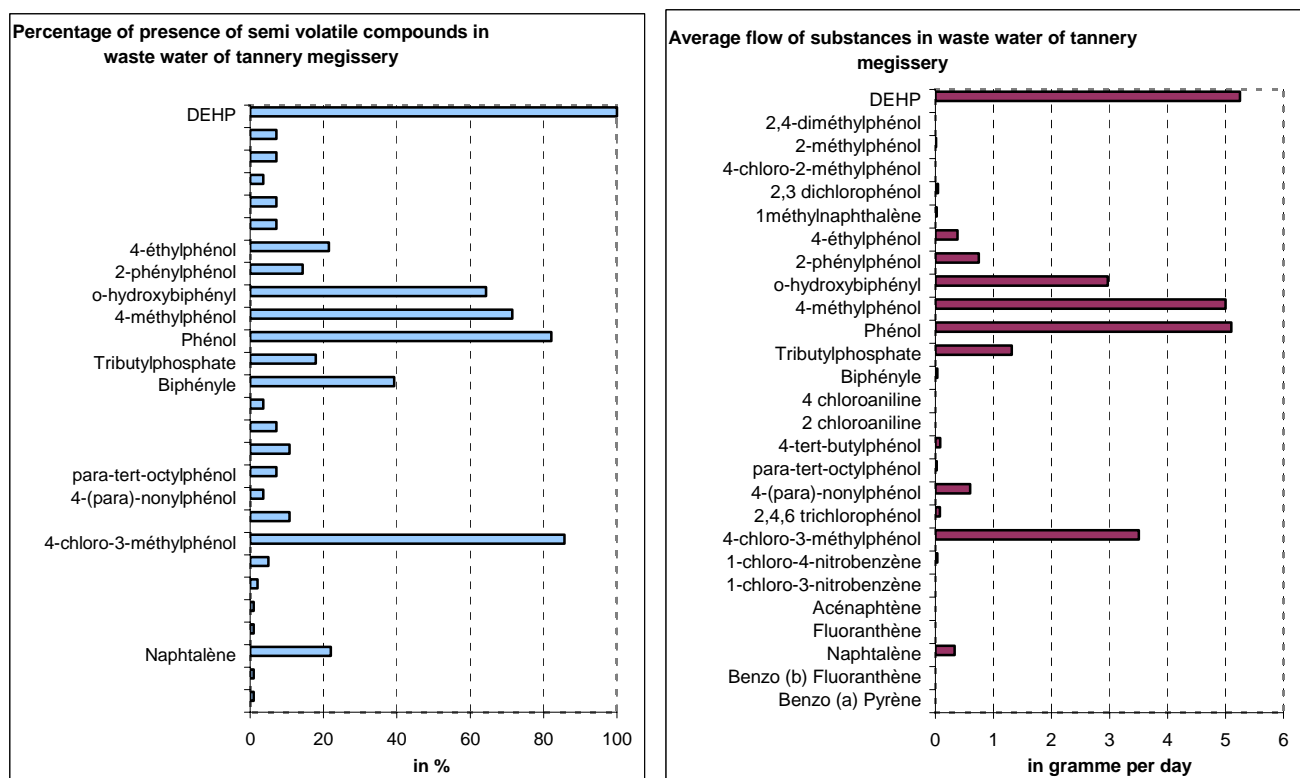 Percentage of presence of semi volatile compounds in
waste water of tannery megissery
DEHP
4-éthylphénol
2-phénylphénol
o-hydroxybiphényl
4-méthylphénol
Phénol
Tributylphosphate
Biphényle
para-tert-octylphénol
4-(para)-nonylphénol
4-chloro-3-méthylphénol
Naphtalène
0 20 40 60 80 100
in %
Average flow of substances in waste water of tannery
megissery
DEHP
2,4-diméthylphénol
2-méthylphénol
4-chloro-2-méthylphénol
2,3 dichlorophénol
1méthylnaphthalène
4-éthylphénol
2-phénylphénol
o-hydroxybiphényl
4-méthylphénol
Phénol
Tributylphosphate
Biphényle
4 chloroaniline
2 chloroaniline
4-tert-butylphénol
para-tert-octylphénol
4-(para)-nonylphénol
2,4,6 trichlorophénol
4-chloro-3-méthylphénol
1-chloro-4-nitrobenzène
1-chloro-3-nitrobenzène
Acénaphtène
Fluoranthène
Naphtalène
Benzo (b) Fluoranthène
Benzo (a) Pyrène
0 1 2 3 4 5 6
in gramme per day